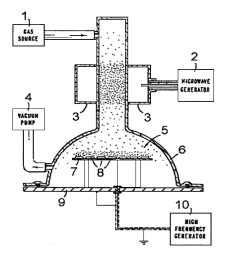 1
GAS
SOURCE
2
MICROWAVE
GENERATOR
3
3
4
VACUUM
PUMP
5
6
7
8
9
10
HIGH
FREQUENCY
GENERATOR